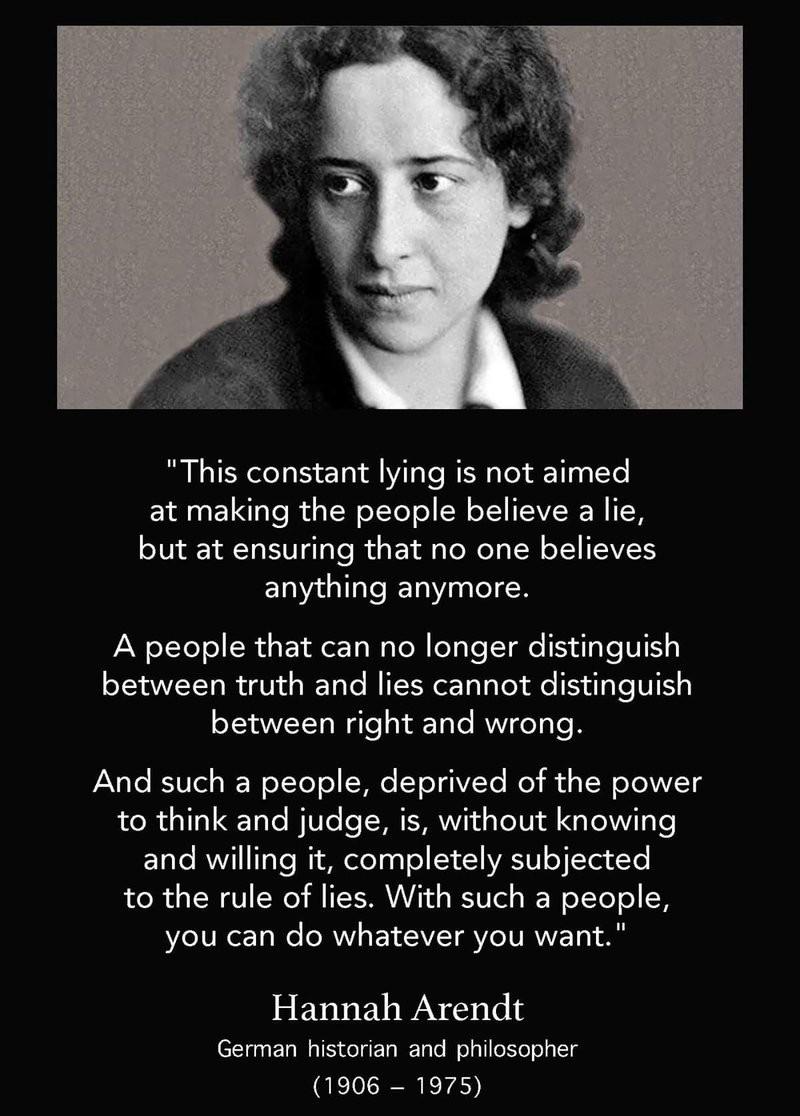 "This constant lying is not aimed
at making the people believe a lie,
but at ensuring that no one believes
anything anymore.
A people that can no longer distinguish
between truth and lies cannot distinguish
between right and wrong.
And such a people, deprived of the power
to think and judge, is, without knowing
and willing it, completely subjected
to the rule of lies. With such a people,
you can do whatever you want."
Hannah Arendt
German historian and philosopher
(1906 – 1975)